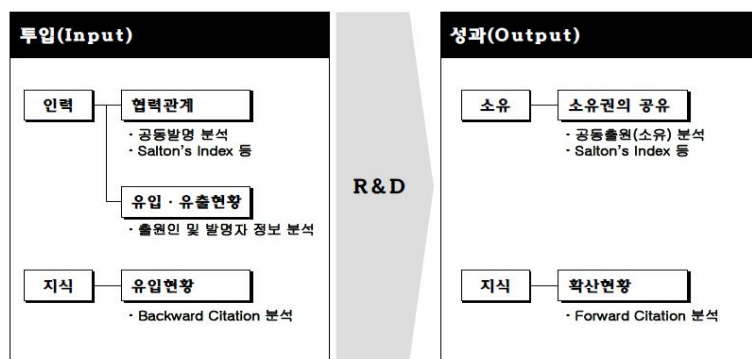 투입(Input)
인력
협력관계
· 공동발명 분석
· Salton's Index 등
유입 · 유출현황
· 출원인 및 발명자 정보 분석
지식
유입현황
· Backward Citation 분석
R&D
성과(Output)
소유
소유권의 공유
· 공동출원(소유) 분석
· Salton's Index 등
지식
확산현황
· Forward Citation 분석